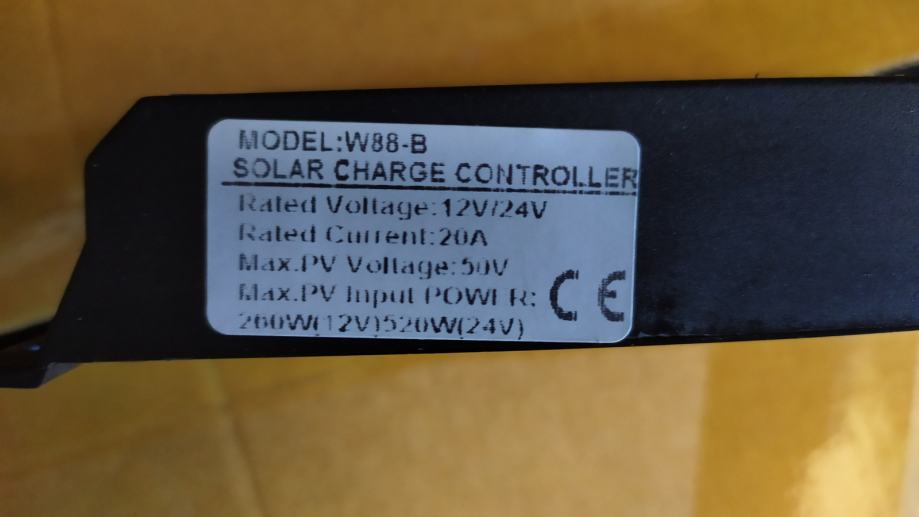 MODEL:W88-B
SOLAR CHARGE CONTROLLER
Rated Voltage:12V/24V
Rated Current:20A
Max.PV Voltage:50V
Max.PV Input POWER:
260W(12V)520W(24V)
CE